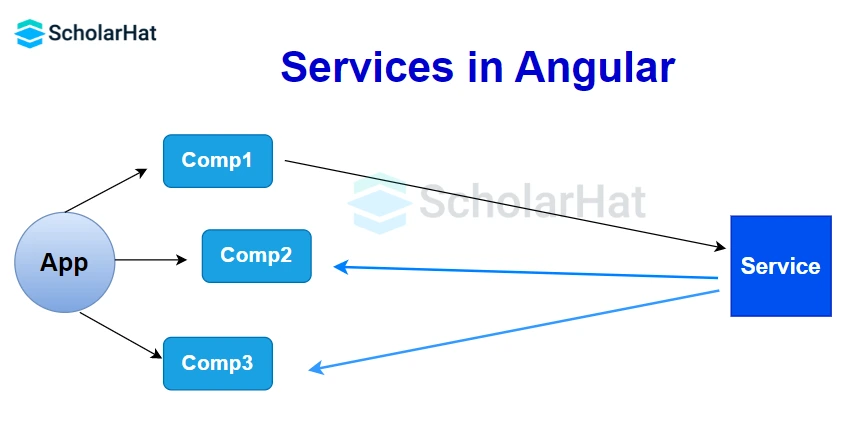 ScholarHat
Services in Angular
Comp1
ScholarHat
App
Comp2
Service
Comp3